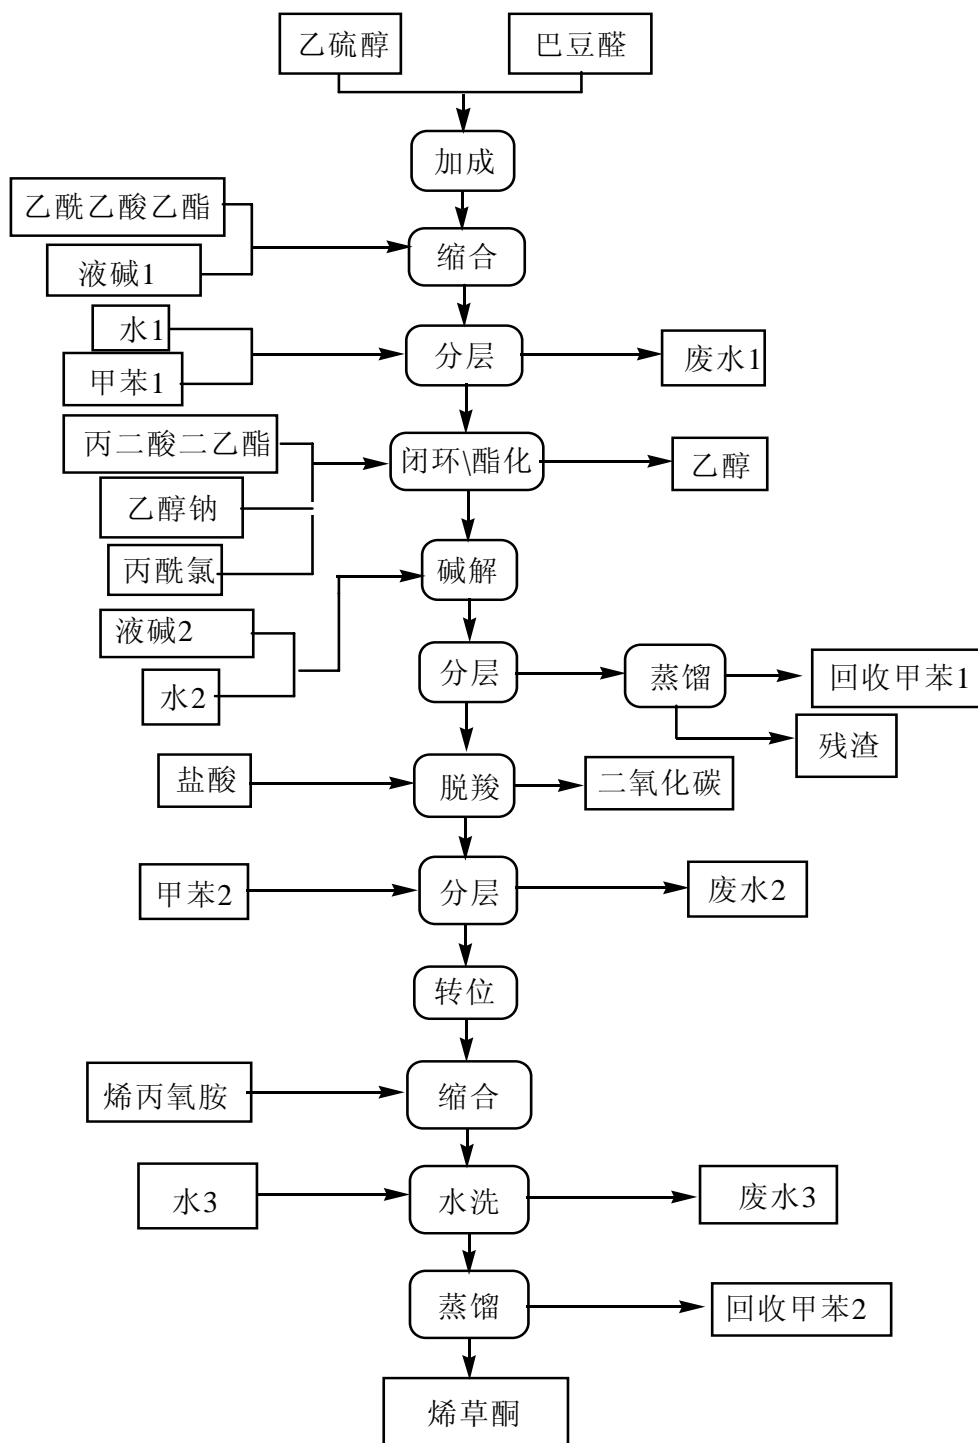 乙硫醇
巴豆醛
加成
乙酰乙酸乙酯
缩合
液碱1
水1
分层
废水1
甲苯1
丙二酸二乙酯
闭环\酯化
乙醇
乙醇钠
丙酰氯
碱解
液碱2
分层
蒸馏
回收甲苯1
水2
残渣
盐酸
脱羧
二氧化碳
甲苯2
分层
废水2
转位
烯丙氧胺
缩合
水3
水洗
废水3
蒸馏
回收甲苯2
烯草酮